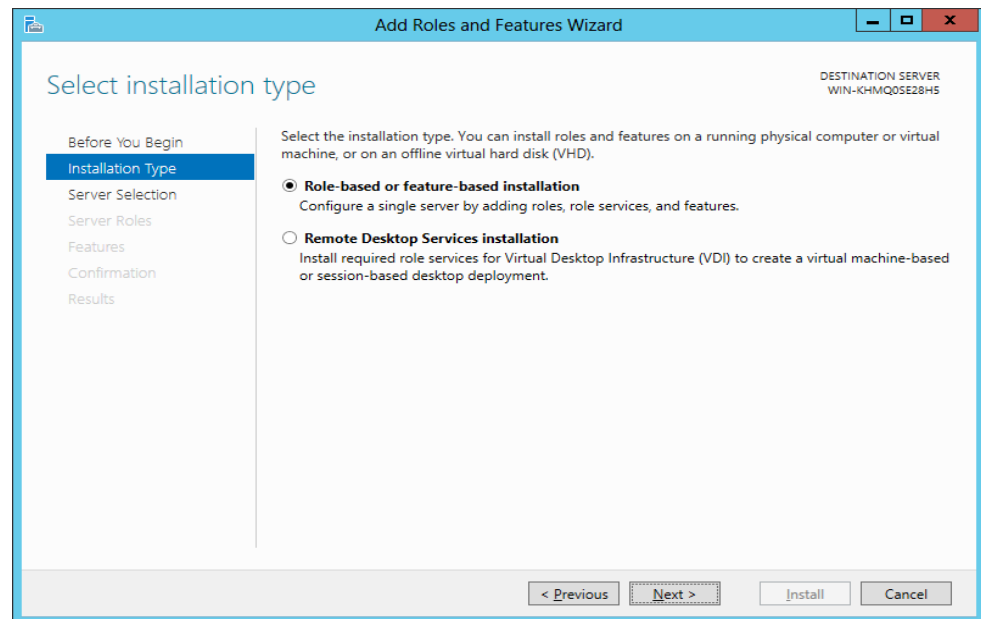 Add Roles and Features Wizard
Select installation type
DESTINATION SERVER
WIN-KHMQ0SE28H5
Before You Begin
Installation Type
Server Selection
Server Roles
Features
Confirmation
Results
Select the installation type. You can install roles and features on a running physical computer or virtual
machine, or on an offline virtual hard disk (VHD).
Role-based or feature-based installation
Configure a single server by adding roles, role services, and features.
Remote Desktop Services installation
Install required role services for Virtual Desktop Infrastructure (VDI) to create a virtual machine-based
or session-based desktop deployment.
< Previous Next > Install Cancel